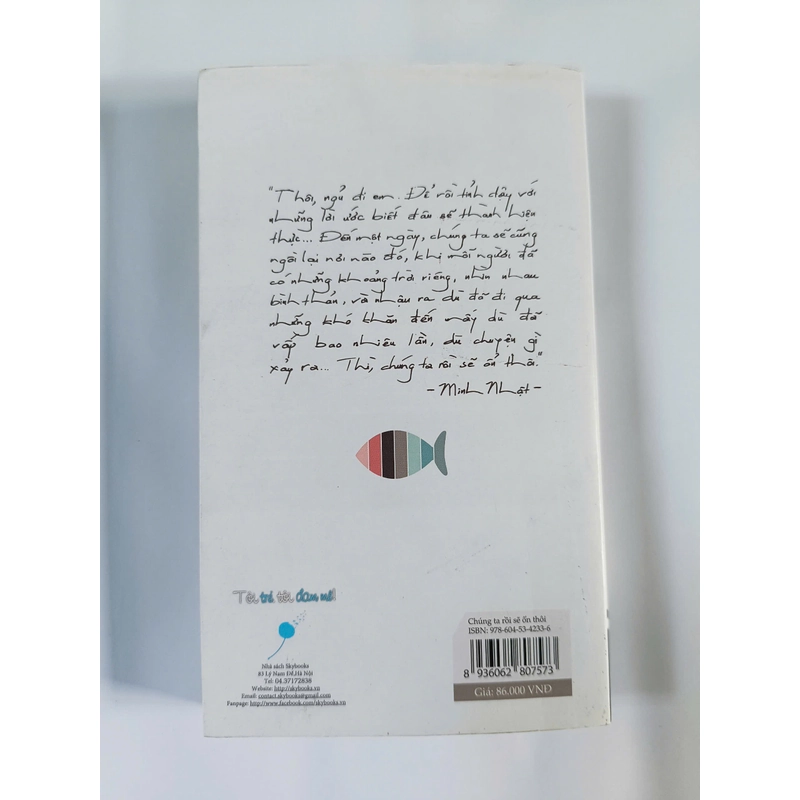 "Thôi, ngủ đi em. Để rồi tỉnh dậy với
những lời ước biết đâu sẽ thành hiện
thực... Đến một ngày, chúng ta sẽ cùng
ngồi lại nơi nào đó, khi mỗi người đã
có những khoảng trời riêng, nhìn nhau
bình thản, và nhận ra dù đã đi qua
những khó khăn đến mấy dù đã
vấp bao nhiêu lần, dù chuyện gì
xảy ra... Thì, chúng ta rồi sẽ ổn thôi."
- Minh Nhật -
Tôi trẻ tôi đam mê!
Nhà sách Skybooks
83 Lý Nam Đế, Hà Nội
Tel: 04.37172838
Website: http://skybooks.vn
Email: contact.skybooks@gmail.com
Fanpage: http://www.facebook.com/skybooks.vn
Chúng ta rồi sẽ ổn thôi
ISBN: 978-604-53-4233-6
8 936062 807573
Giá: 86.000 VNĐ